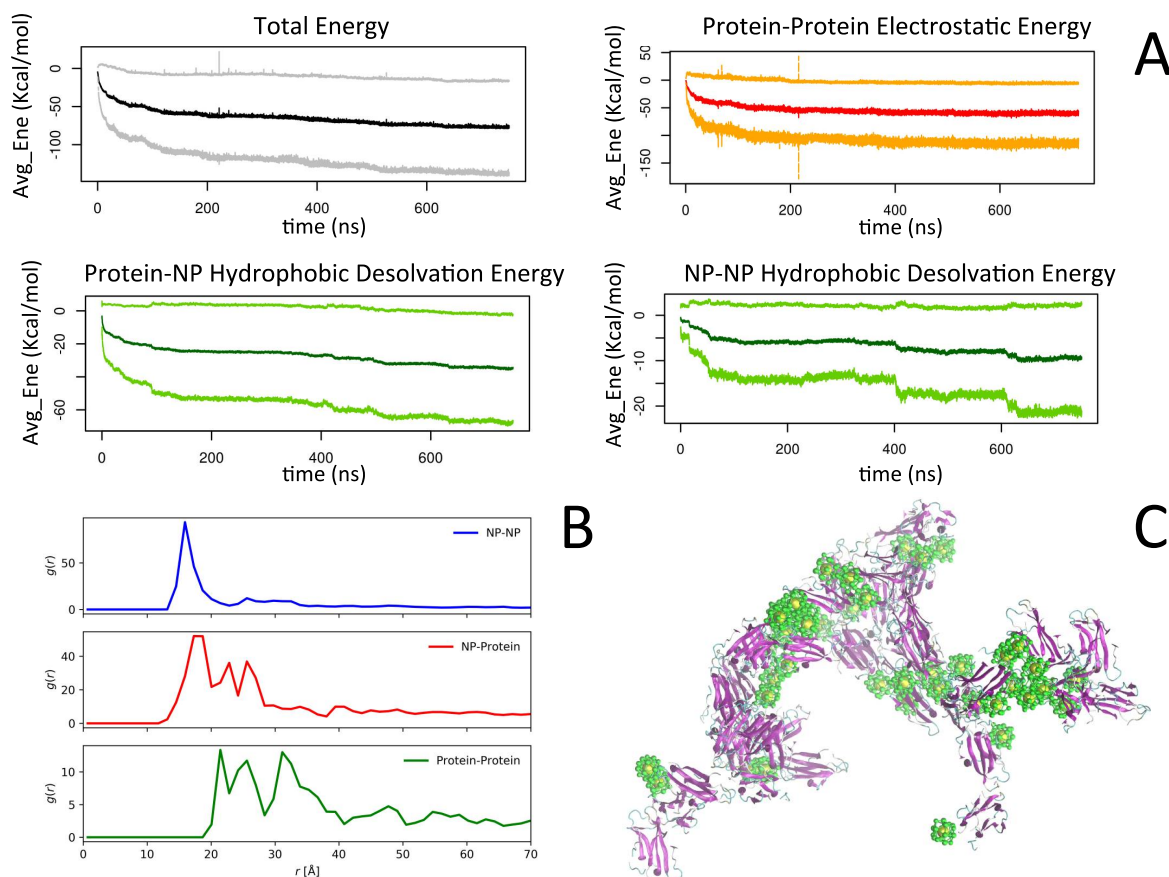 Total Energy
Avg_Ene (Kcal/mol)
0
-50
-100
0 200 400 600
time (ns)
Protein-Protein Electrostatic Energy
A
Avg_Ene (Kcal/mol)
50
0
-50
-150
0 200 400 600
time (ns)
Protein-NP Hydrophobic Desolvation Energy
Avg_Ene (Kcal/mol)
0
-20
-60
0 200 400 600
time (ns)
NP-NP Hydrophobic Desolvation Energy
Avg_Ene (Kcal/mol)
0
-10
-20
0 200 400 600
time (ns)
B
g(r)
50
0
NP-NP
g(r)
40
20
0
NP-Protein
g(r)
10
5
0
Protein-Protein
0 10 20 30 40 50 60 70
r [Å]
C